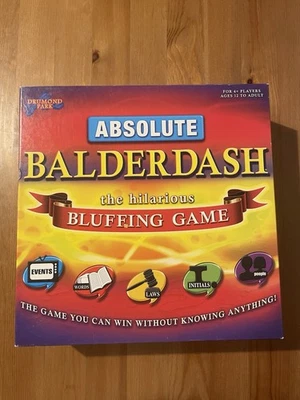 DRUMOND
PARK
FOR 4+ PLAYERS
AGES 12 TO ADULT
ABSOLUTE
BALDERDASH
the hilarious
BLUFFING GAME
EVENTS
WORDS
LAWS
INITIALS
people
THE GAME YOU CAN WIN WITHOUT KNOWING ANYTHING!